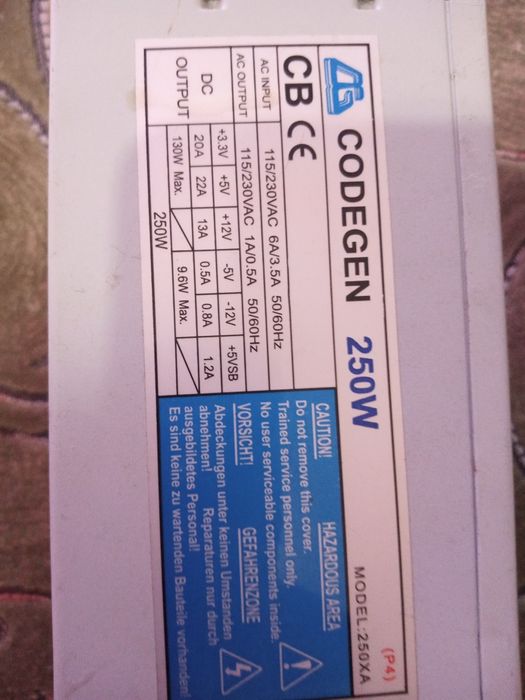 CODEGEN 250W
(P4)
MODEL:250XA
CB CE
AC INPUT 115/230VAC 6A/3.5A 50/60Hz
AC OUTPUT 115/230VAC 1A/0.5A 50/60Hz
DC OUTPUT
+3.3V +5V +12V -5V -12V +5VSB
20A 22A 13A 0.5A 0.8A 1.2A
130W Max. 9.6W Max.
250W
CAUTION! HAZARDOUS AREA
Do not remove this cover.
Trained service personnel only.
No user serviceable components inside.
VORSICHT! GEFAHRENZONE
Abdeckungen unter keinen Umstanden
abnehmen! Reparaturen nur durch
ausgebildetes Personal!
Es sind keine zu wartenden Bauteile vorhanden!